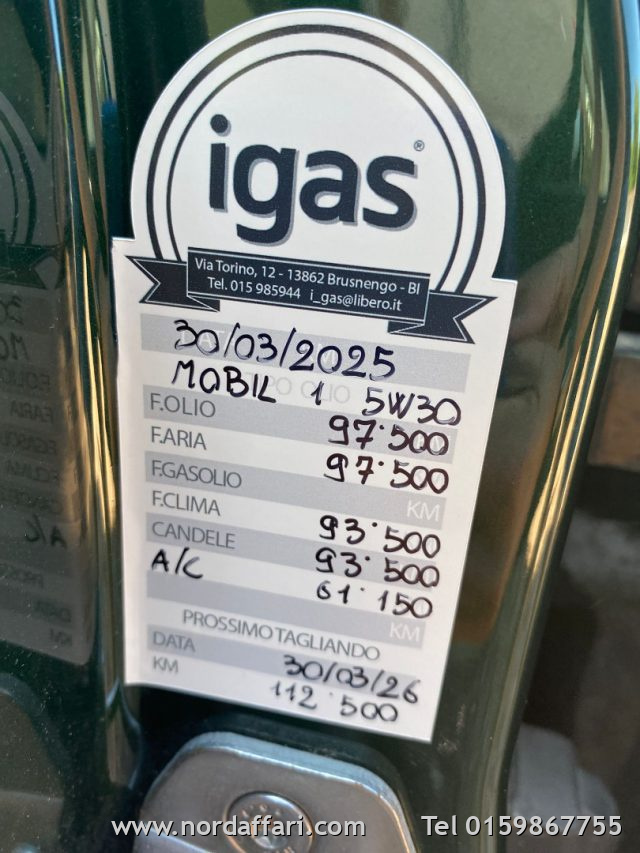 igas®
Via Torino, 12 - 13862 Brusnengo - BI
Tel. 015 985944 i_gas@libero.it
30/03/2025
MOBIL 1 5W30
F.OLIO 97'500
F.ARIA 97'500
F.GASOLIO KM
F.CLIMA 93'500
CANDELE 93'500
A/C 61'150
KM
PROSSIMO TAGLIANDO
DATA 30/03/26
KM 112'500
www.nordaffari.com Tel 0159867755